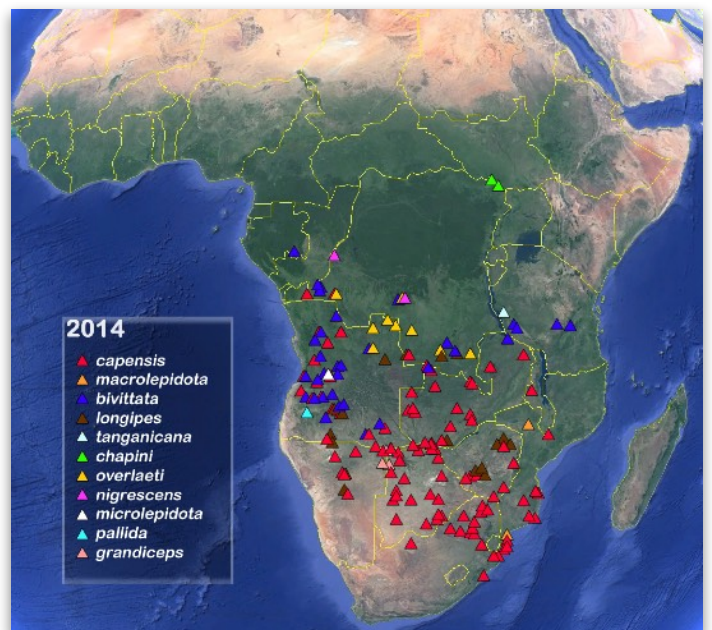 2014
capensis
macrolepidota
bivittata
longipes
tanganicana
chapini
overlaeti
nigrescens
microlepidota
pallida
grandiceps